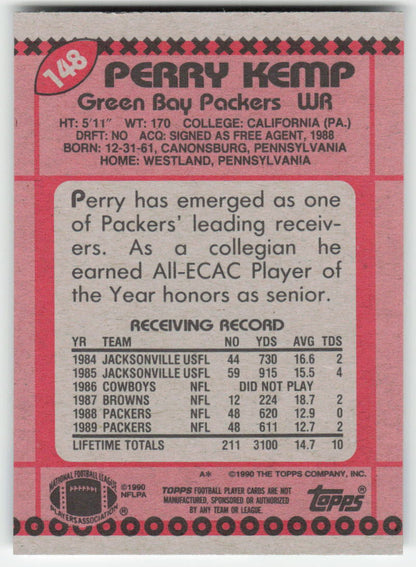 148
PERRY KEMP
Green Bay Packers WR
HT: 5'11" WT: 170 COLLEGE: CALIFORNIA (PA.)
DRFT: NO ACQ: SIGNED AS FREE AGENT, 1988
BORN: 12-31-61, CANONSBURG, PENNSYLVANIA
HOME: WESTLAND, PENNSYLVANIA
Perry has emerged as one
of Packers' leading receiv-
ers. As a collegian he
earned All-ECAC Player of
the Year honors as senior.
RECEIVING RECORD
YR TEAM NO YDS AVG TDS
1984 JACKSONVILLE USFL 44 730 16.6 2
1985 JACKSONVILLE USFL 59 915 15.5 4
1986 COWBOYS NFL DID NOT PLAY
1987 BROWNS NFL 12 224 18.7 2
1988 PACKERS NFL 48 620 12.9 0
1989 PACKERS NFL 48 611 12.7 2
LIFETIME TOTALS 211 3100 14.7 10
A* ©1990 THE TOPPS COMPANY, INC.
NATIONAL FOOTBALL LEAGUE
PLAYERS ASSOCIATION
©1990
NFLPA
TOPPS FOOTBALL PLAYER CARDS ARE NOT
MANUFACTURED, SPONSORED OR AUTHORIZED
BY ANY TEAM OR LEAGUE.
TOPPS